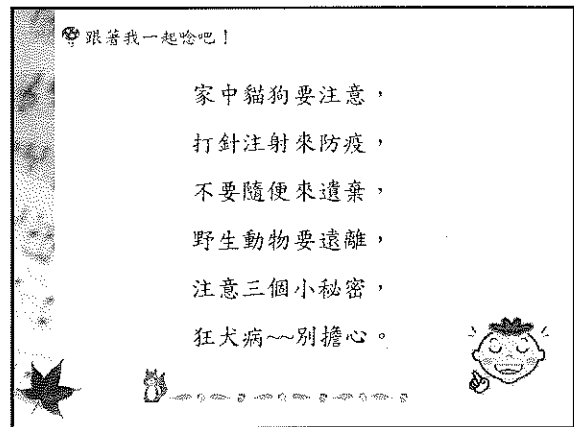 跟著我一起唸吧！
家中貓狗要注意，
打針注射來防疫，
不要隨便來遺棄，
野生動物要遠離，
注意三個小秘密，
狂犬病~~別擔心。